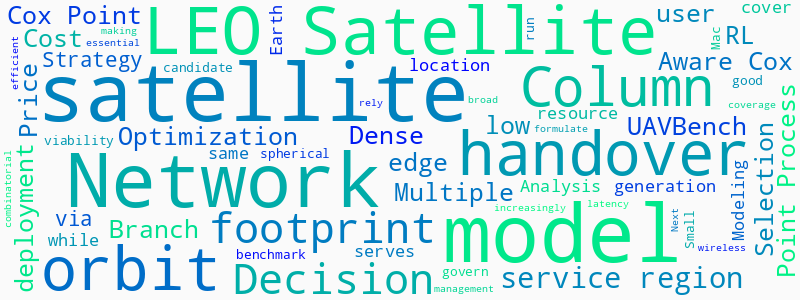 Cox Point
LEO Satellite
Earth
run
user
cover
making
essential
efficient
Cost
Mac
RL
Strategy
candidate
location
Aware Cox
satellite
Column
good
Price
rely
broad
resource
coverage
viability
Optimization
Dense
low
formulate
UAVBench
same
spherical
edge
handover
Selection
Point Process
combinatorial
deployment
Network
Multiple
Analysis
generation
Modeling
via
Branch
footprint
model
increasingly
latency
Next
Small
while
benchmark
serves
wireless
orbit
Decision
govern
management
service region